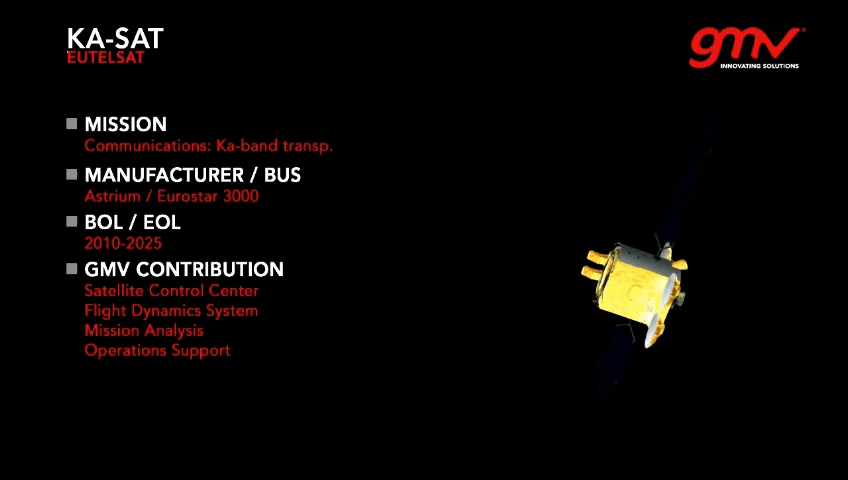 KA-SAT
EUTELSAT
gmv
INNOVATING SOLUTIONS
MISSION
Communications: Ka-band transp.
MANUFACTURER / BUS
Astrium / Eurostar 3000
BOL / EOL
2010-2025
GMV CONTRIBUTION
Satellite Control Center
Flight Dynamics System
Mission Analysis
Operations Support